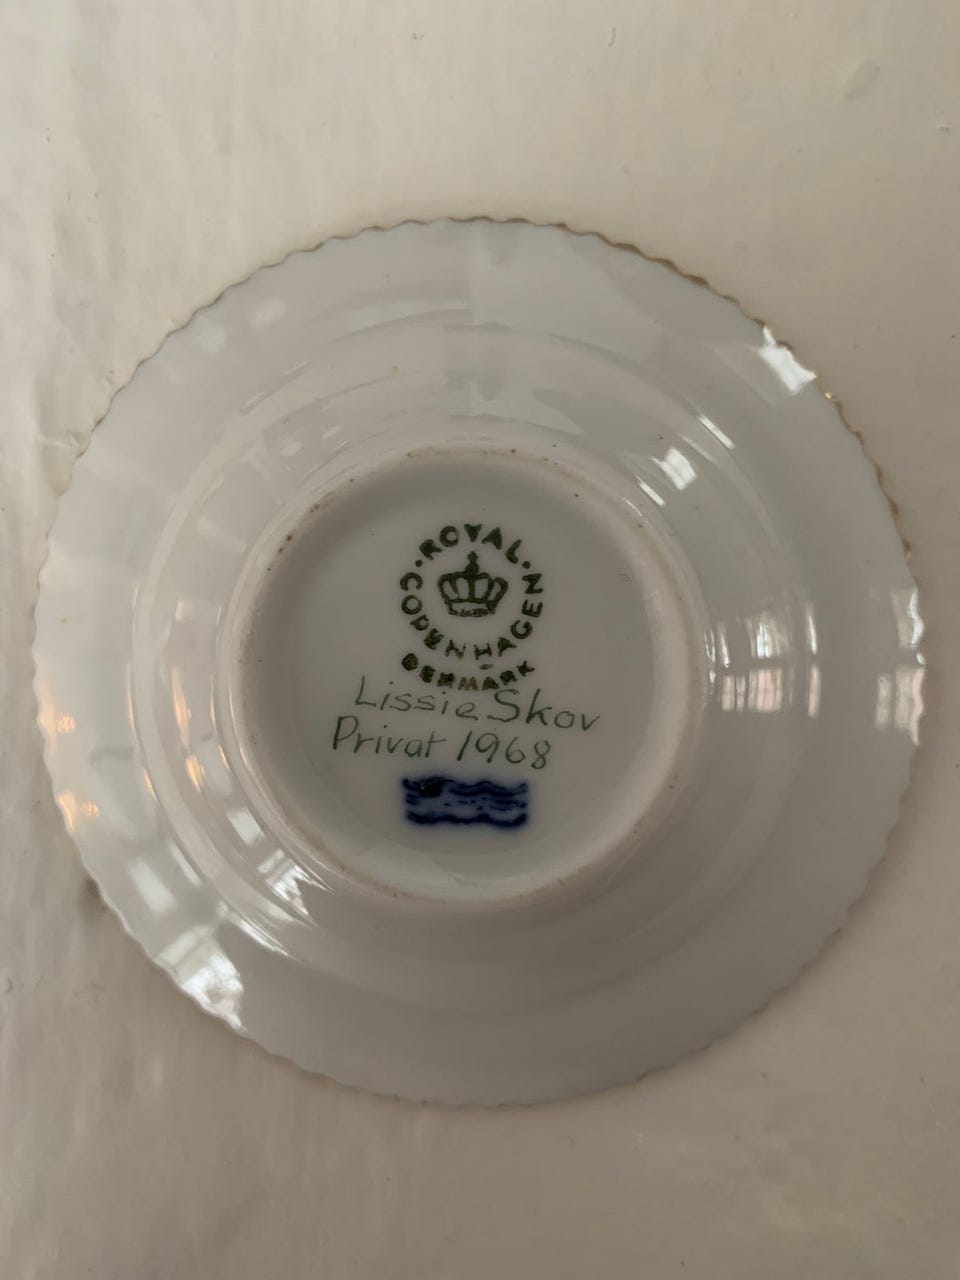 ROYAL
COPENHAGEN
DENMARK
Lissie Skov
Privat 1968